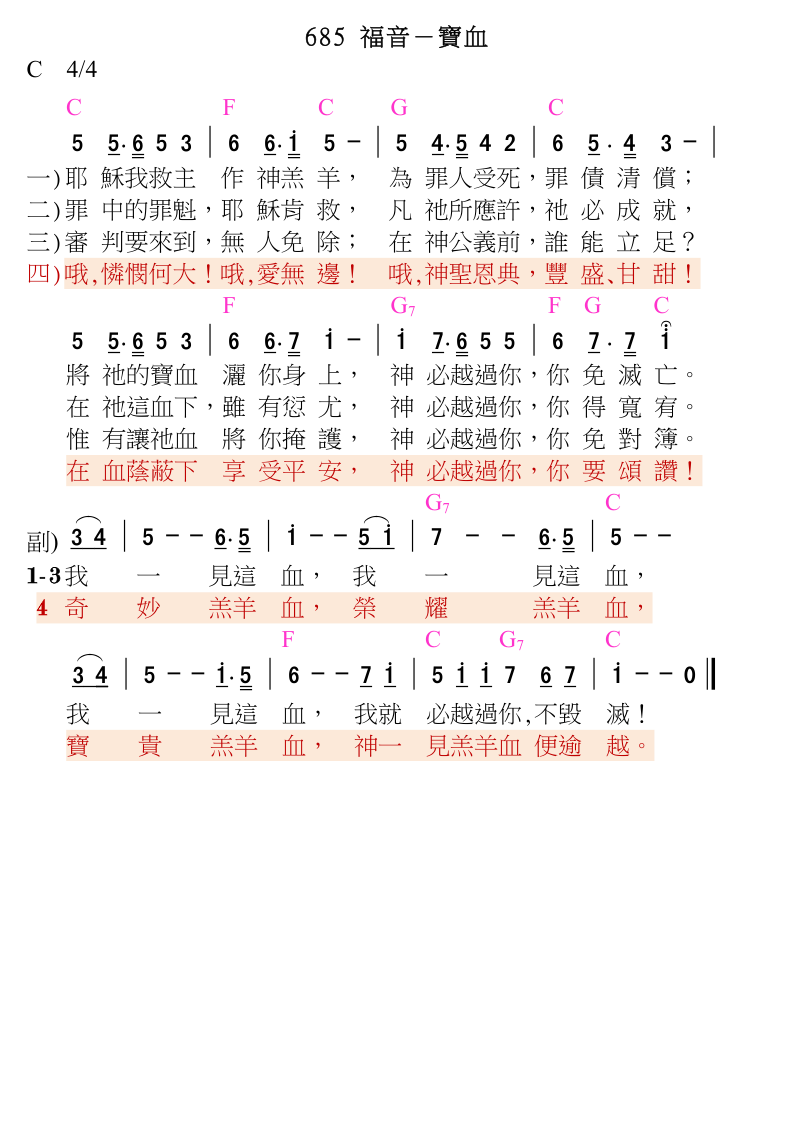 685 福音－寶血
C 4/4
C F C G C
5 5·6 5 3 | 6 6·i 5 － | 5 4·5 4 2 | 6 5·4 3 － |
一)耶 穌我救主 作 神羔 羊， 為 罪人受死，罪 債 清 償；
二)罪 中的罪魁，耶 穌肯 救， 凡 祂所應許，祂 必 成 就，
三)審 判要來到，無 人免 除； 在 神公義前，誰 能 立 足？
四)哦,憐憫何大！哦,愛無 邊！ 哦,神聖恩典，豐 盛、甘 甜！
F G7 F G C
5 5·6 5 3 | 6 6·7 i － | i 7·6 5 5 | 6 7·7 i
將 祂的寶血 灑 你身 上， 神 必越過你，你 免 滅 亡。
在 祂這血下，雖 有愆 尤， 神 必越過你，你 得 寬 宥。
惟 有讓祂血 將 你掩 護， 神 必越過你，你 免 對 簿。
在 血蔭蔽下 享 受平 安， 神 必越過你，你 要 頌 讚！
G7 C
副) 3 4 | 5 － － 6·5 | i － － 5 i | 7 － － 6·5 | 5 － －
1-3我 一 見這 血， 我 一 見這 血，
4 奇 妙 羔羊 血，榮 耀 羔羊 血，
F C G7 C
3 4 | 5 － － i·5 | 6 － － 7 i | 5 i i 7 6 7 | i － － 0 ‖
我 一 見這 血， 我就 必越過你,不毀 滅！
寶 貴 羔羊 血， 神一 見羔羊血 便逾 越。